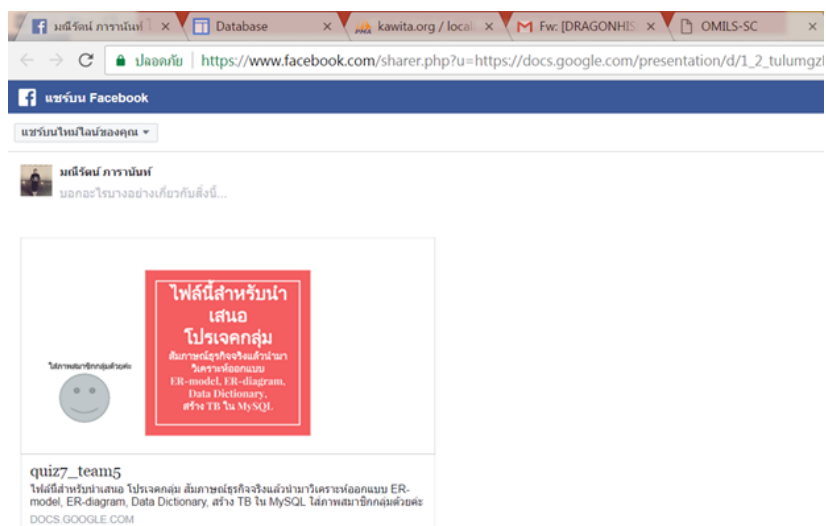 มณีรัตน์ ภารานันท์
Database
kawita.org / local
Fw: [DRAGONHIS
OMILS-SC
ปลอดภัย | https://www.facebook.com/sharer.php?u=https://docs.google.com/presentation/d/1_2_tulumgz
แชร์บน Facebook
แชร์บนไทม์ไลน์ของคุณ
มณีรัตน์ ภารานันท์
บอกอะไรบางอย่างเกี่ยวกับสิ่งนี้...
ไฟล์นี้สำหรับนำ
เสนอ
โปรเจคกลุ่ม
สัมภาษณ์ธุรกิจจริงแล้วนำมา
วิเคราะห์ออกแบบ
ER-model, ER-diagram,
Data Dictionary,
สร้าง TB ใน MySQL
ใส่ภาพสมาชิกกลุ่มด้วยค่ะ
quiz7_team5
ไฟล์นี้สำหรับนำเสนอ โปรเจคกลุ่ม สัมภาษณ์ธุรกิจจริงแล้วนำมาวิเคราะห์ออกแบบ ER-
model, ER-diagram, Data Dictionary, สร้าง TB ใน MySQL ใส่ภาพสมาชิกกลุ่มด้วยค่ะ
DOCS.GOOGLE.COM